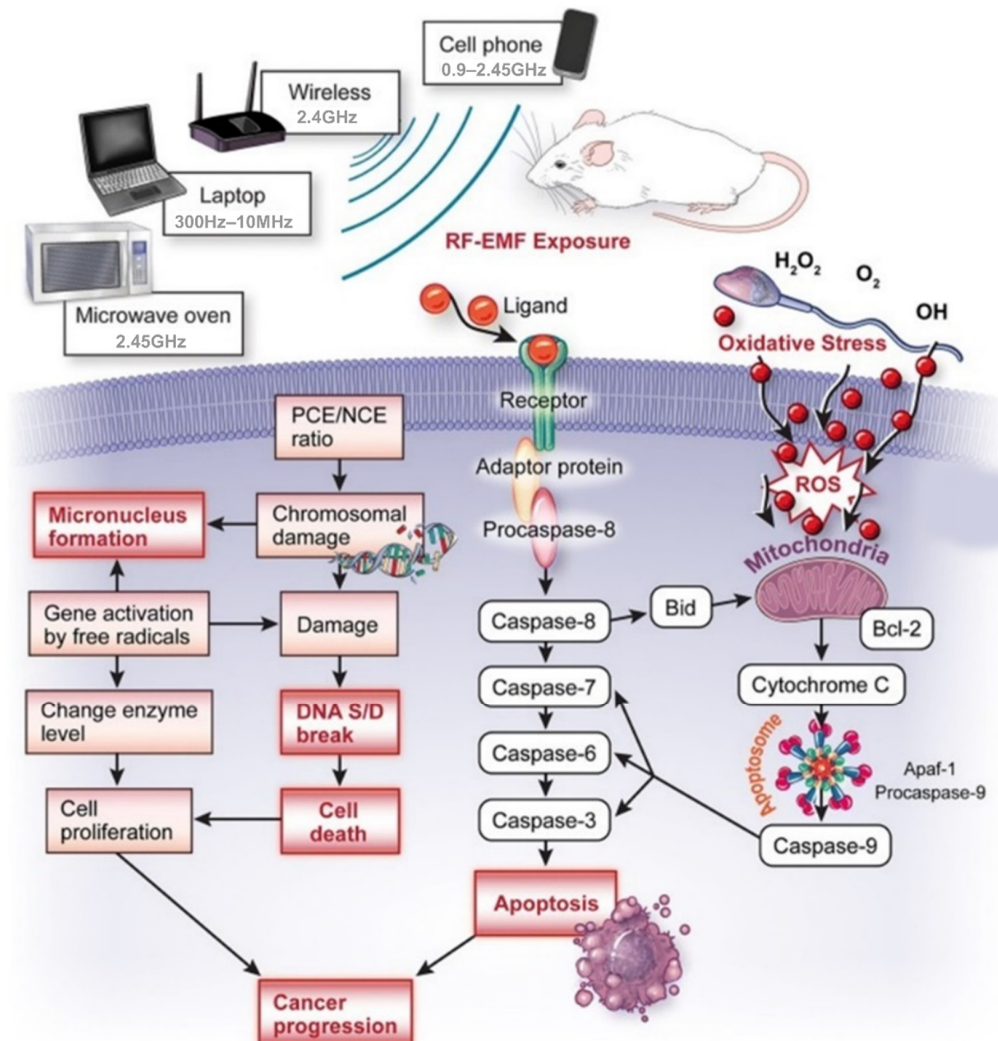 Cell phone
0.9–2.45GHz
Wireless
2.4GHz
Laptop
300Hz–10MHz
Microwave oven
2.45GHz
RF-EMF Exposure
Ligand
Receptor
Adaptor protein
Procaspase-8
H2O2
O2
OH
Oxidative Stress
ROS
Mitochondria
PCE/NCE
ratio
Micronucleus
formation
Chromosomal
damage
Gene activation
by free radicals
Damage
Change enzyme
level
DNA S/D
break
Cell
proliferation
Cell
death
Caspase-8
Bid
Bcl-2
Caspase-7
Cytochrome C
Caspase-6
Apoptosome
Apaf-1
Procaspase-9
Caspase-3
Caspase-9
Apoptosis
Cancer
progression